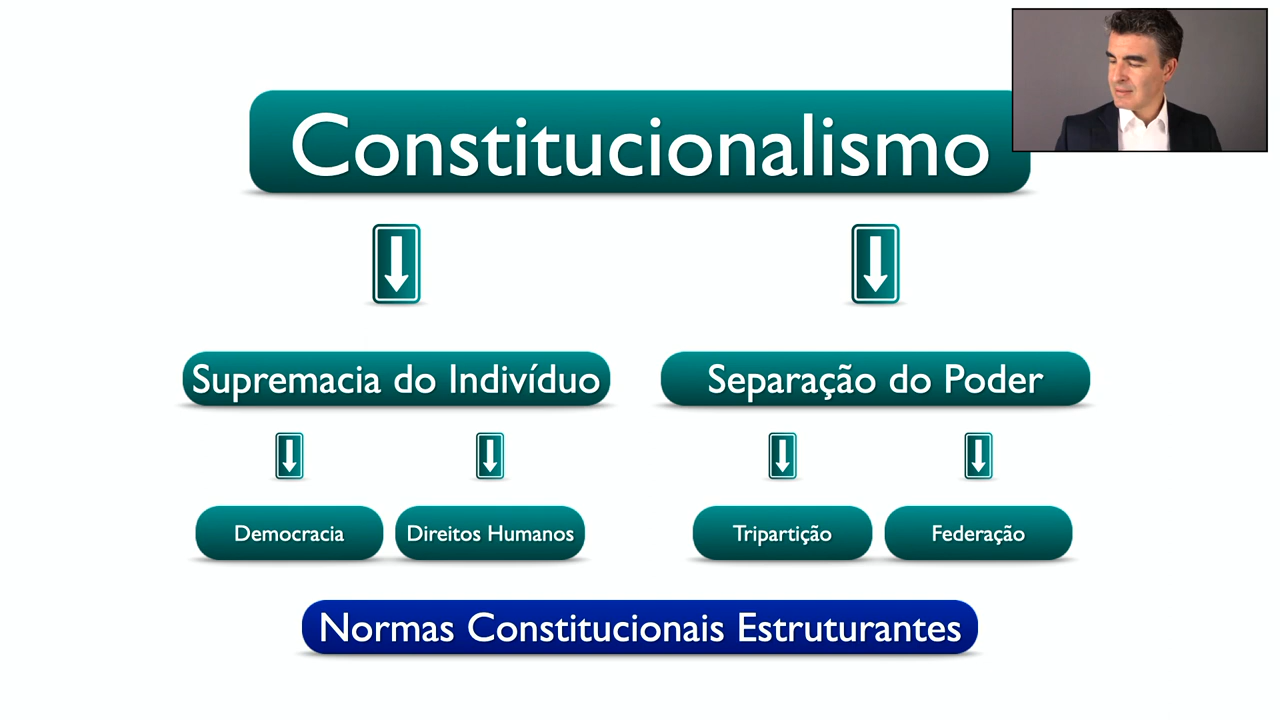 Constitucionalismo
Supremacia do Indivíduo
Separação do Poder
Democracia
Direitos Humanos
Tripartição
Federação
Normas Constitucionais Estruturantes